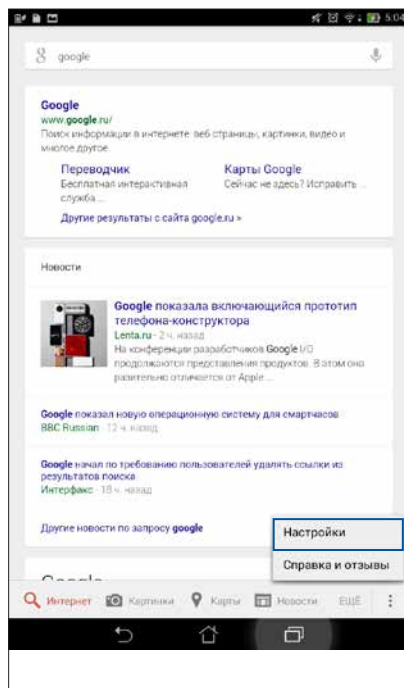 5:04
google
Google
www.google.ru/
Поиск информации в интернете: веб страницы, картинки, видео и
многое другое.
Переводчик
Бесплатная интерактивная
служба ...
Карты Google
Сейчас не здесь? Исправить ...
Другие результаты с сайта google.ru »
Новости
Google показала включающийся прототип
телефона-конструктора
Lenta.ru - 2 ч. назад
На конференции разработчиков Google I/O
продолжаются представления продуктов. В этом она
разительно отличается от Apple ...
Google показал новую операционную систему для смартчасов
BBC Russian - 12 ч. назад
Google начал по требованию пользователей удалять ссылки из
результатов поиска
Интерфакс - 18 ч. назад
Другие новости по запросу google
Настройки
Справка и отзывы
Google
Интернет Картинки Карты Новости ЕЩЁ